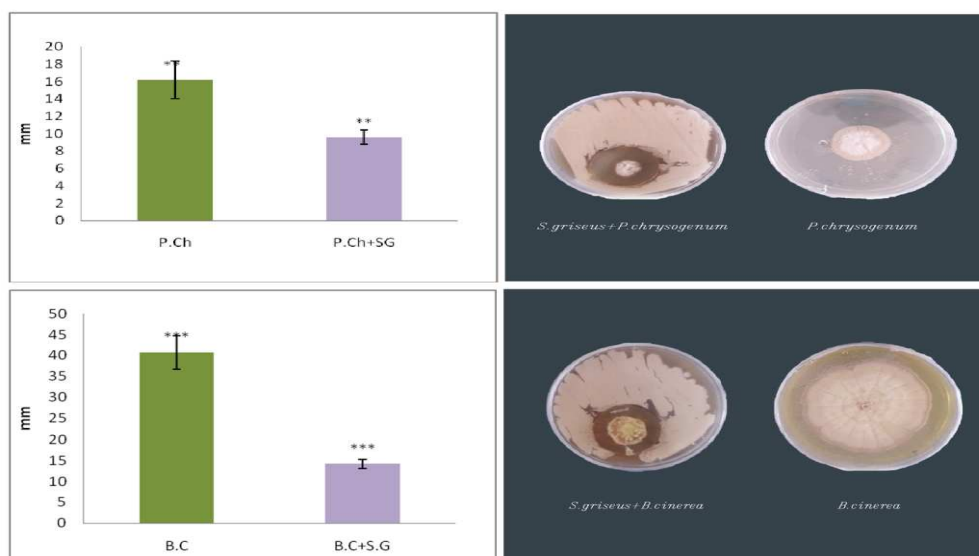 20
18
16
14
12
10
8
6
4
2
0
mm
**
**
P.Ch
P.Ch+SG
S.griseus+P.chrysogenum
P.chrysogenum
50
45
40
35
30
25
20
15
10
5
0
mm
***
***
B.C
B.C+S.G
S.griseus+B.cinerea
B.cinerea